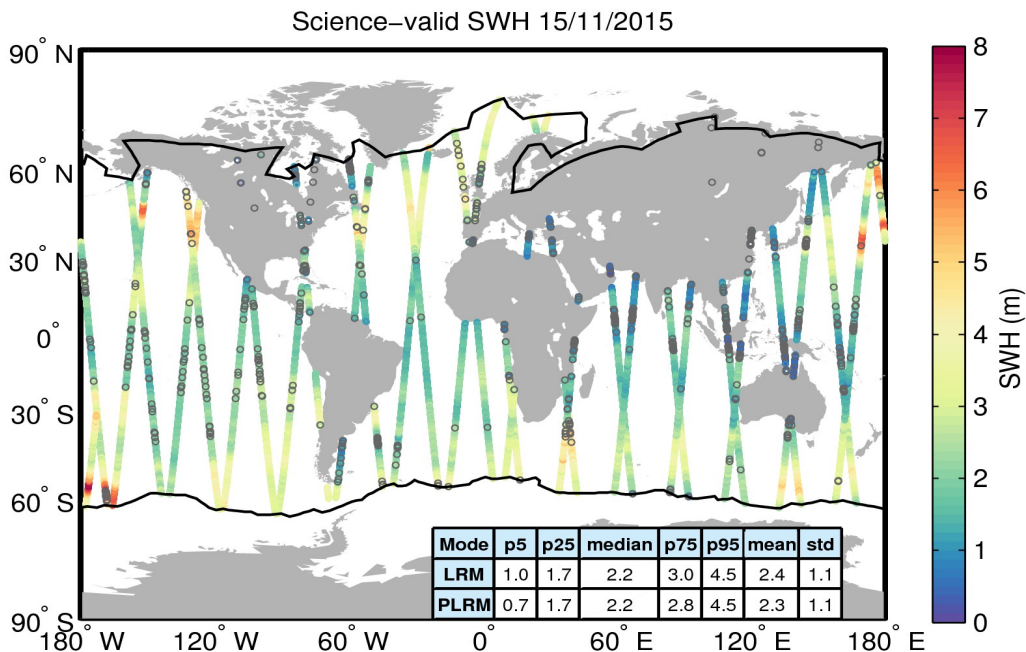 Science−valid SWH 15/11/2015
90° N
60° N
30° N
0°
30° S
60° S
90° S
180° W
120° W
60° W
0°
60° E
120° E
180° E
8
7
6
5
4
3
2
1
0
SWH (m)
Mode p5 p25 median p75 p95 mean std
LRM 1.0 1.7 2.2 3.0 4.5 2.4 1.1
PLRM 0.7 1.7 2.2 2.8 4.5 2.3 1.1